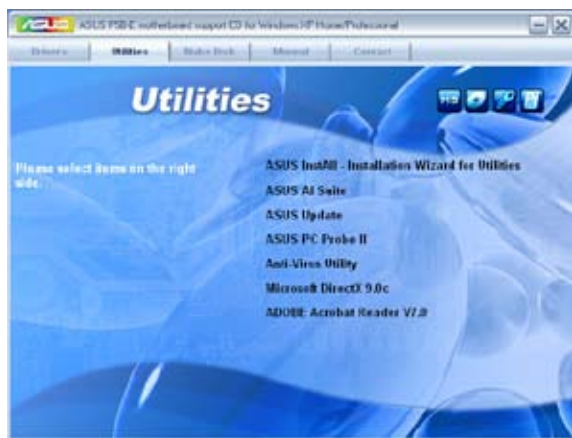 ASUS
ASUS P5B-E motherboard support CD for Windows XP Home/Professional
Drivers
Utilities
Make Disk
Manual
Contact
Utilities
Please select items on the right
side.
ASUS InstAll - Installation Wizard for Utilities
ASUS AI Suite
ASUS Update
ASUS PC Probe II
Anti-Virus Utility
Microsoft DirectX 9.0c
ADOBE Acrobat Reader V7.0